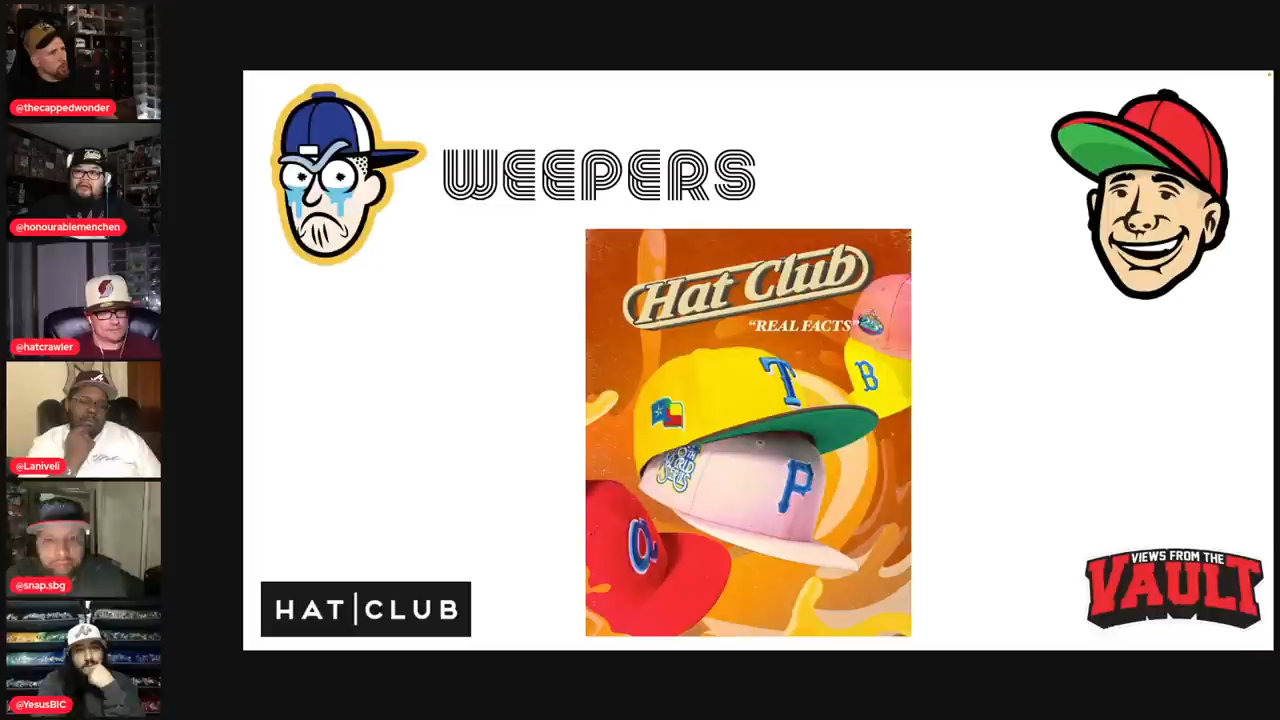 @thecappedwonder
@honourablemenchen
@hatcrawler
@Laniveli
@snap.sbg
@YesusBIC
WEEPERS
Hat Club
"REAL FACTS"
T
B
P
a
HAT|CLUB
VIEWS FROM THE
VAULT